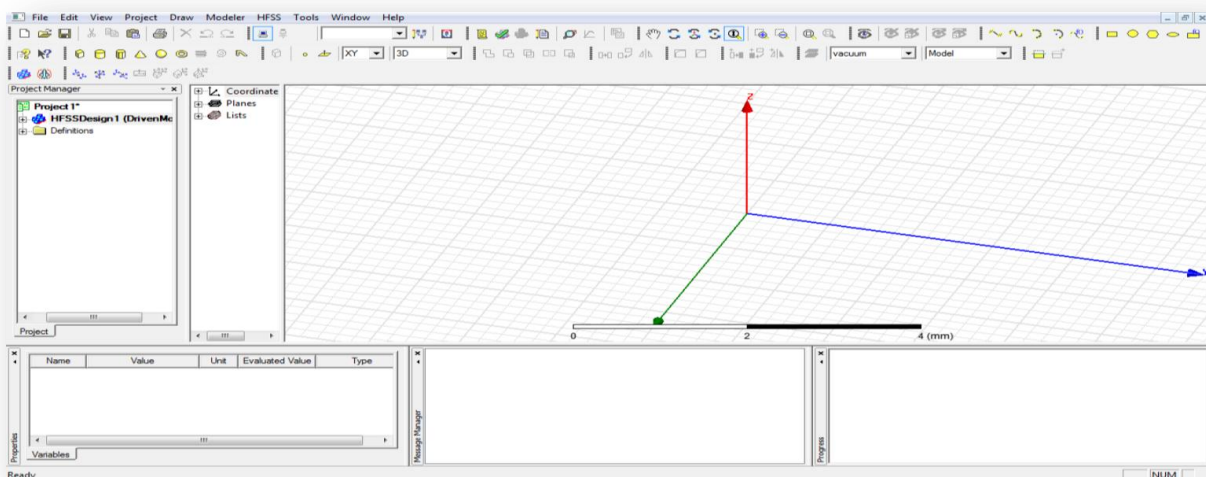 File Edit View Project Draw Modeler HFSS Tools Window Help
XY 3D vacuum Model
Project Manager
Project 1*
HFSSDesign1 (DrivenMc
Definitions
Project
Coordinate
Planes
Lists
Z
0 2 4 (mm)
Name Value Unit Evaluated Value Type
Variables
Properties
Message Manager
Progress
Ready
NUM